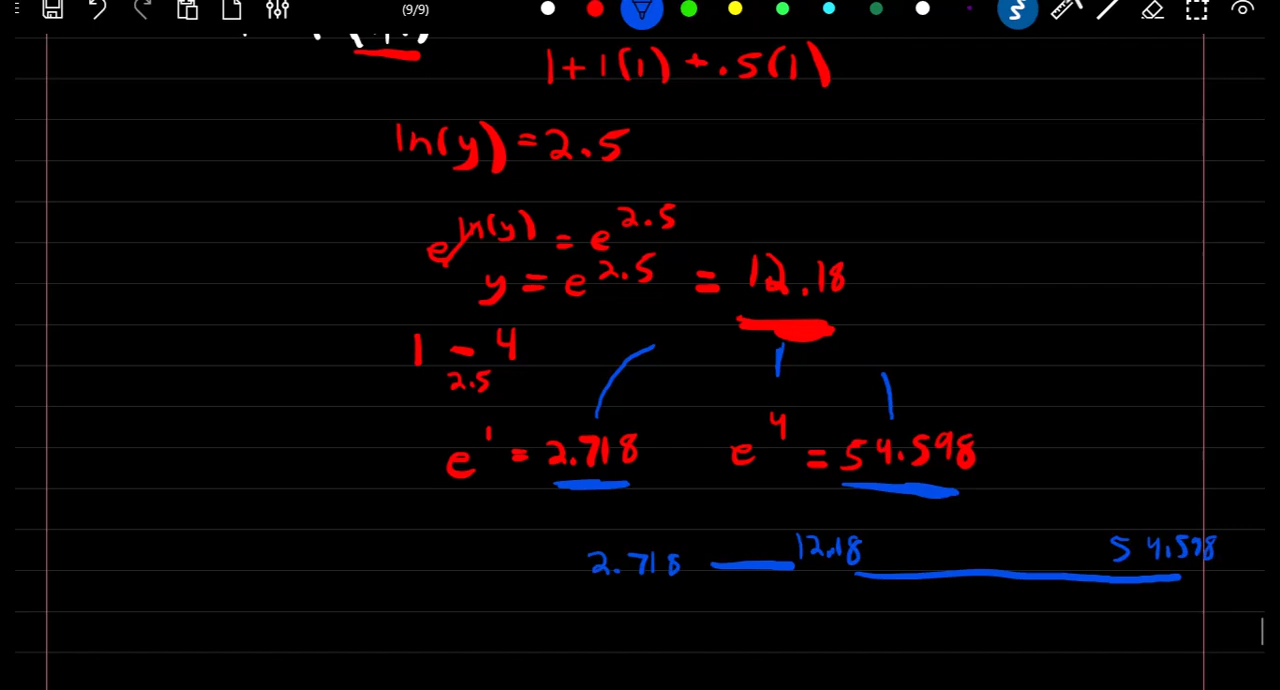 (9/9)
1 + 1(1) + .5(1)
ln(y) = 2.5
e^ln(y) = e^2.5
y = e^2.5 = 12.18
1 - 4
2.5
e^1 = 2.718 e^4 = 54.598
2.718 12.18 54.598